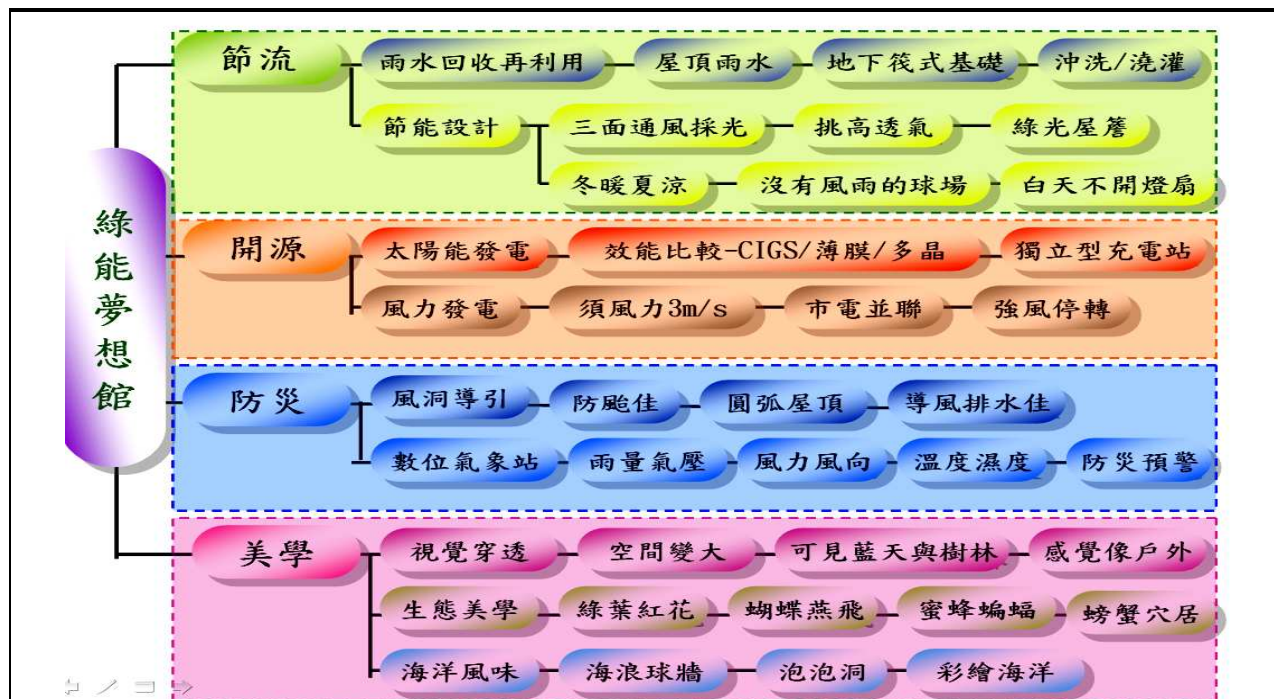 綠能夢想館
節流
雨水回收再利用
屋頂雨水
地下筏式基礎
沖洗/澆灌
節能設計
三面通風採光
挑高透氣
綠光屋簷
冬暖夏涼
沒有風雨的球場
白天不開燈扇
開源
太陽能發電
效能比較-CIGS/薄膜/多晶
獨立型充電站
風力發電
須風力3m/s
市電並聯
強風停轉
防災
風洞導引
防颱佳
圓弧屋頂
導風排水佳
數位氣象站
雨量氣壓
風力風向
溫度濕度
防災預警
美學
視覺穿透
空間變大
可見藍天與樹林
感覺像戶外
生態美學
綠葉紅花
蝴蝶燕飛
蜜蜂蝙蝠
螃蟹穴居
海洋風味
海浪球牆
泡泡洞
彩繪海洋